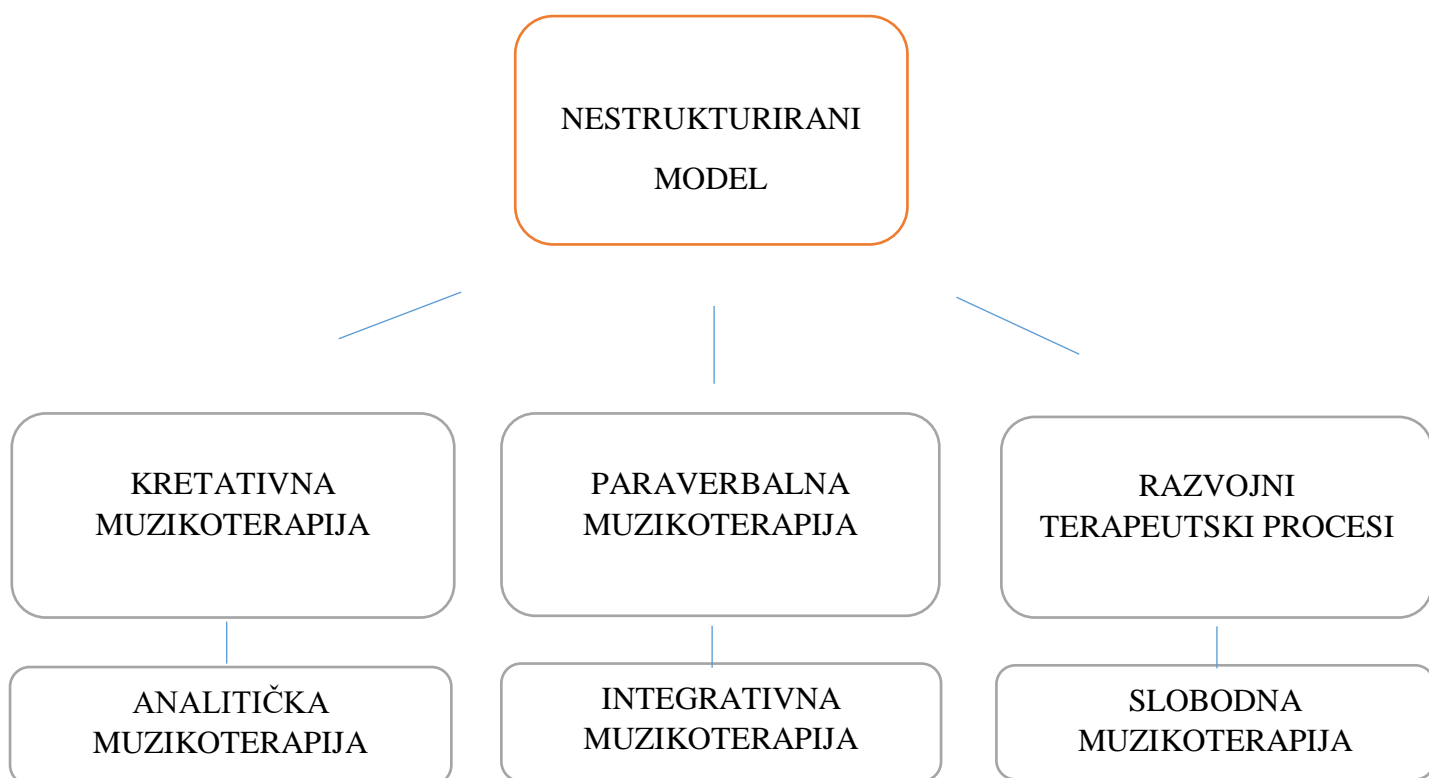 NESTRUKTURIRANI
MODEL
KRETATIVNA
MUZIKOTERAPIJA
PARAVERBALNA
MUZIKOTERAPIJA
RAZVOJNI
TERAPEUTSKI PROCESI
ANALITIČKA
MUZIKOTERAPIJA
INTEGRATIVNA
MUZIKOTERAPIJA
SLOBODNA
MUZIKOTERAPIJA